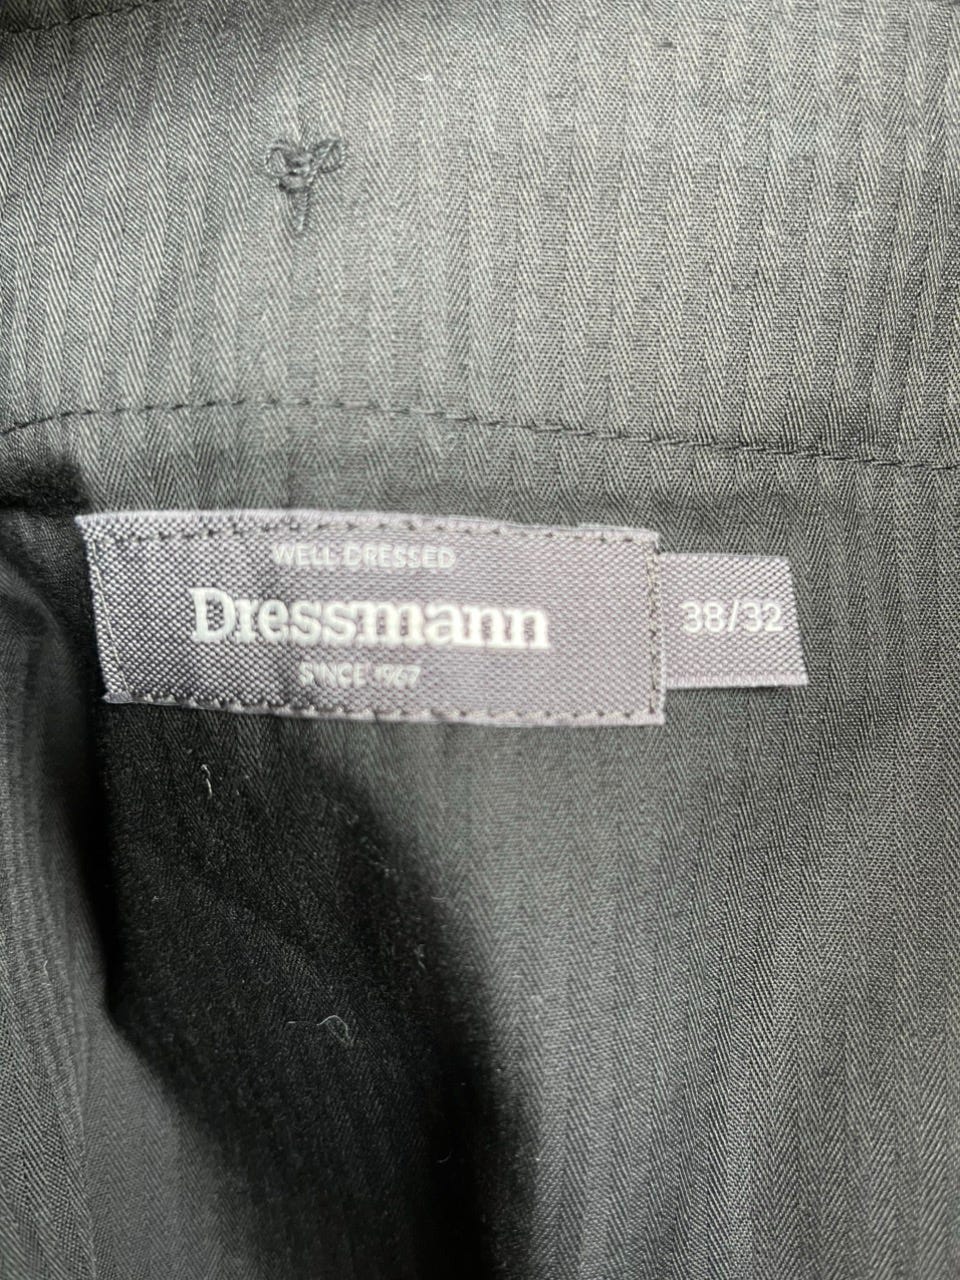 WELL DRESSED
Dressmann
SINCE 1967
38/32